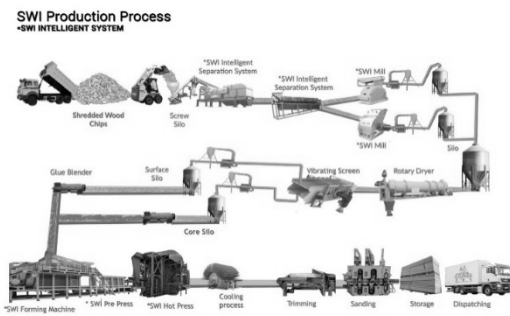 SWI Production Process
*SWI INTELLIGENT SYSTEM
*SWI Intelligent
Separation System
*SWI Intelligent
Separation System
*SWI Mill
Shredded Wood
Chips
Screw
Silo
*SWI Mill
Silo
Glue Blender
Surface
Silo
Vibrating Screen
Rotary Dryer
Core Silo
*SWI Forming Machine
* SWI Pre Press
*SWI Hot Press
Cooling
process
Trimming
Sanding
Storage
Dispatching